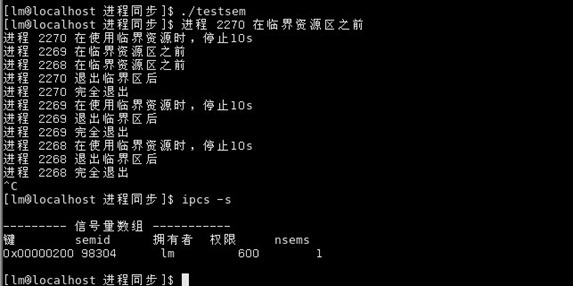 [lm@localhost 进程同步]$ ./testsem
[lm@localhost 进程同步]$ 进程 2270 在临界资源区之前
进程 2270 在使用临界资源时，停止10s
进程 2269 在临界资源区之前
进程 2268 在临界资源区之前
进程 2270 退出临界区后
进程 2270 完全退出
进程 2269 在使用临界资源时，停止10s
进程 2269 退出临界区后
进程 2269 完全退出
进程 2268 在使用临界资源时，停止10s
进程 2268 退出临界区后
进程 2268 完全退出
^C
[lm@localhost 进程同步]$ ipcs -s
--------- 信号量数组 -----------
键 semid 拥有者 权限 nsems
0x00000200 98304 lm 600 1
[lm@localhost 进程同步]$